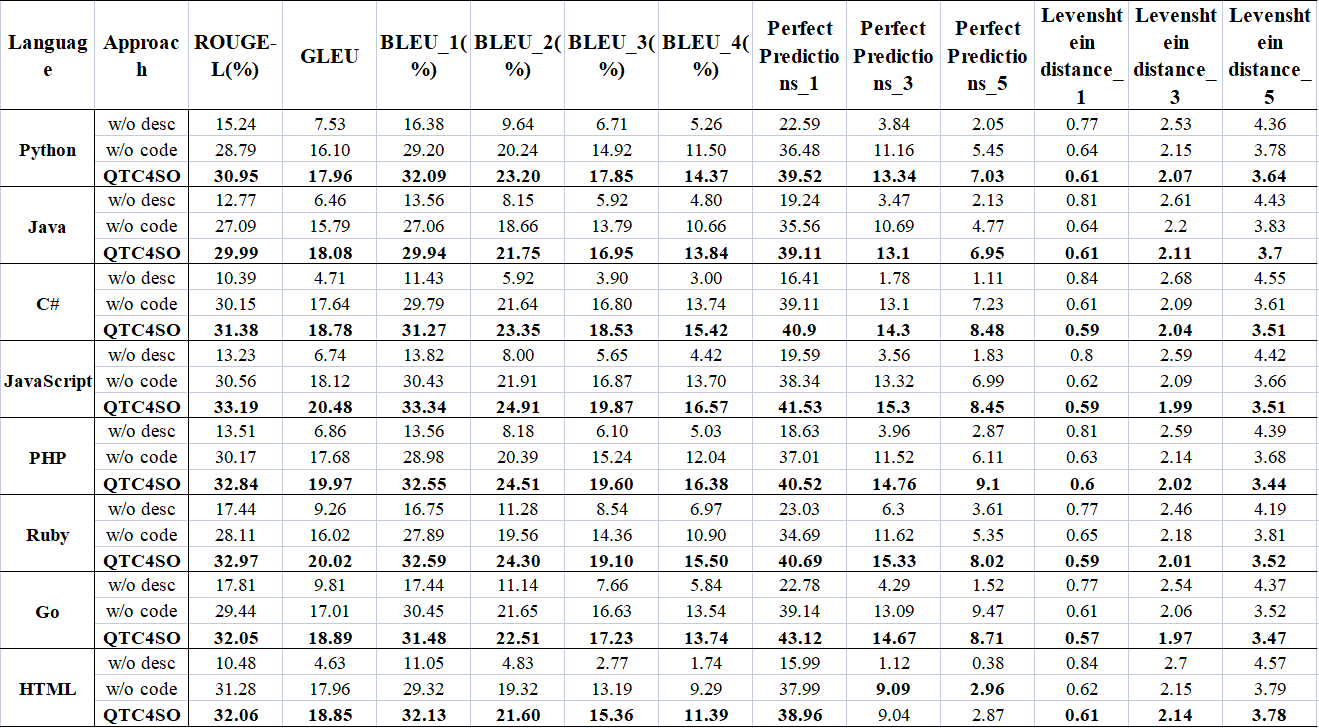 Language Approach ROUGE-L(%) GLEU BLEU_1(%) BLEU_2(%) BLEU_3(%) BLEU_4(%) Perfect Predictions_1 Perfect Predictions_3 Perfect Predictions_5 Levenshtein distance_1 Levenshtein distance_3 Levenshtein distance_5
w/o desc 15.24 7.53 16.38 9.64 6.71 5.26 22.59 3.84 2.05 0.77 2.53 4.36
Python w/o code 28.79 16.10 29.20 20.24 14.92 11.50 36.48 11.16 5.45 0.64 2.15 3.78
QTC4SO 30.95 17.96 32.09 23.20 17.85 14.37 39.52 13.34 7.03 0.61 2.07 3.64
w/o desc 12.77 6.46 13.56 8.15 5.92 4.80 19.24 3.47 2.13 0.81 2.61 4.43
Java w/o code 27.09 15.79 27.06 18.66 13.79 10.66 35.56 10.69 4.77 0.64 2.2 3.83
QTC4SO 29.99 18.08 29.94 21.75 16.95 13.84 39.11 13.1 6.95 0.61 2.11 3.7
w/o desc 10.39 4.71 11.43 5.92 3.90 3.00 16.41 1.78 1.11 0.84 2.68 4.55
C# w/o code 30.15 17.64 29.79 21.64 16.80 13.74 39.11 13.1 7.23 0.61 2.09 3.61
QTC4SO 31.38 18.78 31.27 23.35 18.53 15.42 40.9 14.3 8.48 0.59 2.04 3.51
w/o desc 13.23 6.74 13.82 8.00 5.65 4.42 19.59 3.56 1.83 0.8 2.59 4.42
JavaScript w/o code 30.56 18.12 30.43 21.91 16.87 13.70 38.34 13.32 6.99 0.62 2.09 3.66
QTC4SO 33.19 20.48 33.34 24.91 19.87 16.57 41.53 15.3 8.45 0.59 1.99 3.51
w/o desc 13.51 6.86 13.56 8.18 6.10 5.03 18.63 3.96 2.87 0.81 2.59 4.39
PHP w/o code 30.17 17.68 28.98 20.39 15.24 12.04 37.01 11.52 6.11 0.63 2.14 3.68
QTC4SO 32.84 19.97 32.55 24.51 19.60 16.38 40.52 14.76 9.1 0.6 2.02 3.44
w/o desc 17.44 9.26 16.75 11.28 8.54 6.97 23.03 6.3 3.61 0.77 2.46 4.19
Ruby w/o code 28.11 16.02 27.89 19.56 14.36 10.90 34.69 11.62 5.35 0.65 2.18 3.81
QTC4SO 32.97 20.02 32.59 24.30 19.10 15.50 40.69 15.33 8.02 0.59 2.01 3.52
w/o desc 17.81 9.81 17.44 11.14 7.66 5.84 22.78 4.29 1.52 0.77 2.54 4.37
Go w/o code 29.44 17.01 30.45 21.65 16.63 13.54 39.14 13.09 9.47 0.61 2.06 3.52
QTC4SO 32.05 18.89 31.48 22.51 17.23 13.74 43.12 14.67 8.71 0.57 1.97 3.47
w/o desc 10.48 4.63 11.05 4.83 2.77 1.74 15.99 1.12 0.38 0.84 2.7 4.57
HTML w/o code 31.28 17.96 29.32 19.32 13.19 9.29 37.99 9.09 2.96 0.62 2.15 3.79
QTC4SO 32.06 18.85 32.13 21.60 15.36 11.39 38.96 9.04 2.87 0.61 2.14 3.78